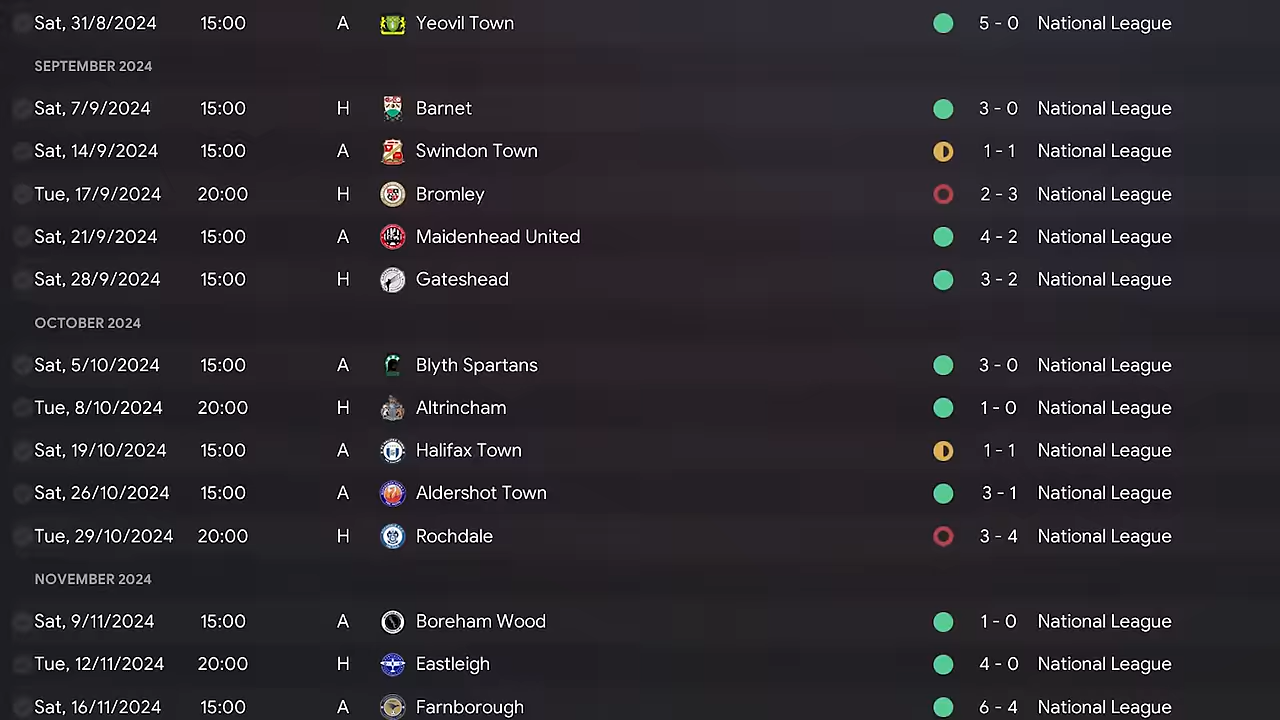 Sat, 31/8/2024 15:00 A Yeovil Town 5 - 0 National League
SEPTEMBER 2024
Sat, 7/9/2024 15:00 H Barnet 3 - 0 National League
Sat, 14/9/2024 15:00 A Swindon Town 1 - 1 National League
Tue, 17/9/2024 20:00 H Bromley 2 - 3 National League
Sat, 21/9/2024 15:00 A Maidenhead United 4 - 2 National League
Sat, 28/9/2024 15:00 H Gateshead 3 - 2 National League
OCTOBER 2024
Sat, 5/10/2024 15:00 A Blyth Spartans 3 - 0 National League
Tue, 8/10/2024 20:00 H Altrincham 1 - 0 National League
Sat, 19/10/2024 15:00 A Halifax Town 1 - 1 National League
Sat, 26/10/2024 15:00 A Aldershot Town 3 - 1 National League
Tue, 29/10/2024 20:00 H Rochdale 3 - 4 National League
NOVEMBER 2024
Sat, 9/11/2024 15:00 A Boreham Wood 1 - 0 National League
Tue, 12/11/2024 20:00 H Eastleigh 4 - 0 National League
Sat, 16/11/2024 15:00 A Farnborough 6 - 4 National League